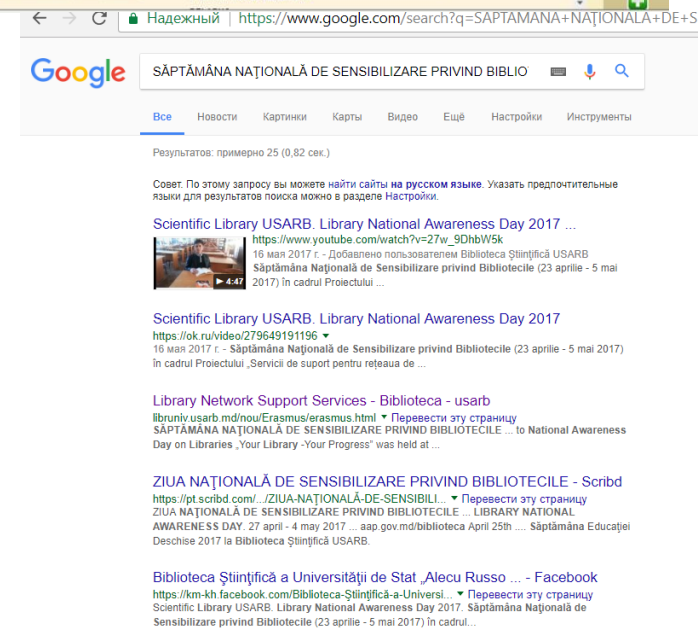 Надежный https://www.google.com/search?q=SAPTAMANA+NAŢIONALĂ+DE+S
Google SĂPTĂMÂNA NAŢIONALĂ DE SENSIBILIZARE PRIVIND BIBLIO
Все Новости Картинки Карты Видео Ещё Настройки Инструменты
Результатов: примерно 25 (0,82 сек.)
Совет. По этому запросу вы можете найти сайты на русском языке. Указать предпочтительные
языки для результатов поиска можно в разделе Настройки.
Scientific Library USARB. Library National Awareness Day 2017 ...
https://www.youtube.com/watch?v=27w_9DhbW5k
16 мая 2017 г. - Добавлено пользователем Biblioteca Ştiinţifică USARB
Săptămâna Naţională de Sensibilizare privind Bibliotecile (23 aprilie - 5 mai
4:47 2017) în cadrul Proiectului ...
Scientific Library USARB. Library National Awareness Day 2017
https://ok.ru/video/279649191196
16 мая 2017 г. - Săptămâna Naţională de Sensibilizare privind Bibliotecile (23 aprilie - 5 mai 2017)
în cadrul Proiectului „Servicii de suport pentru reţeaua de ...
Library Network Support Services - Biblioteca - usarb
libruniv.usarb.md/nou/Erasmus/erasmus.html Перевести эту страницу
SĂPTĂMÂNA NAŢIONALĂ DE SENSIBILIZARE PRIVIND BIBLIOTECILE ... to National Awareness
Day on Libraries „Your Library -Your Progress” was held at ...
ZIUA NAŢIONALĂ DE SENSIBILIZARE PRIVIND BIBLIOTECILE - Scribd
https://pt.scribd.com/.../ZIUA-NAŢIONALĂ-DE-SENSIBILI... Перевести эту страницу
ZIUA NAŢIONALĂ DE SENSIBILIZARE PRIVIND BIBLIOTECILE ... LIBRARY NATIONAL
AWARENESS DAY. 27 april - 4 may 2017 ... aap.gov.md/biblioteca April 25th .... Săptămâna Educaţiei
Deschise 2017 la Biblioteca Ştiinţifică USARB.
Biblioteca Ştiinţifică a Universităţii de Stat „Alecu Russo ... - Facebook
https://km-kh.facebook.com/Biblioteca-Ştiinţifică-a-Universi... Перевести эту страницу
Scientific Library USARB. Library National Awareness Day 2017. Săptămâna Naţională de
Sensibilizare privind Bibliotecile (23 aprilie - 5 mai 2017) în cadrul...